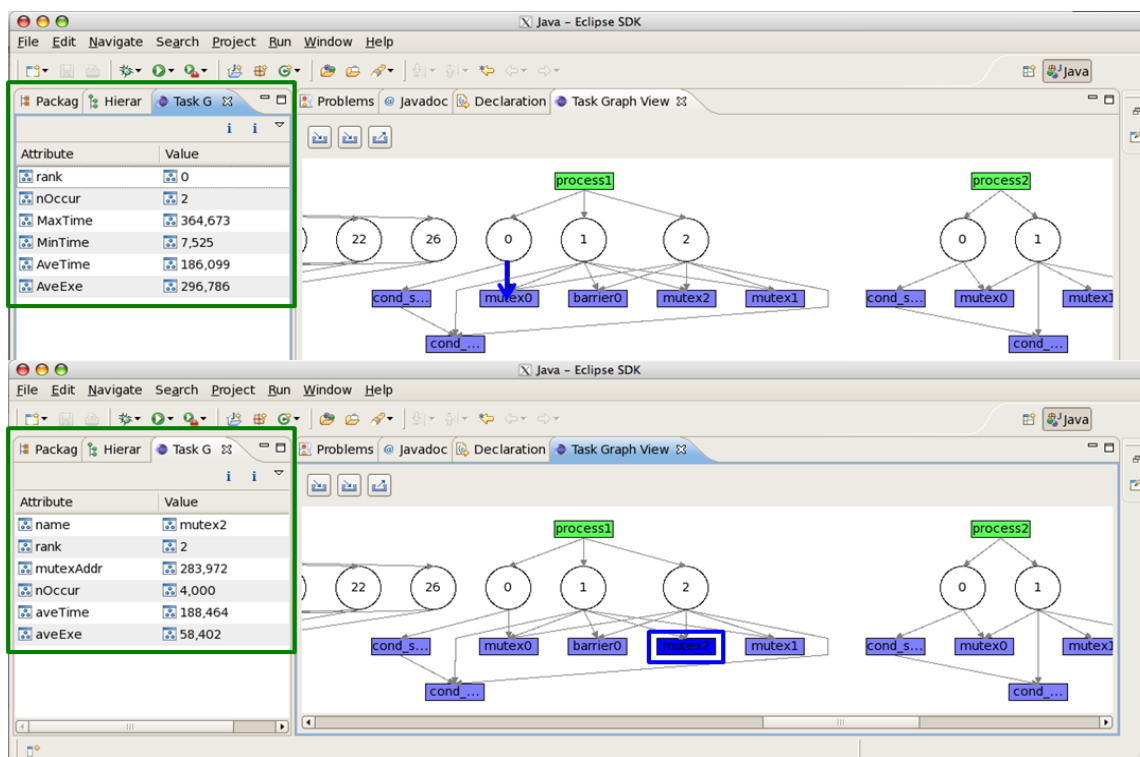 Java – Eclipse SDK
File Edit Navigate Search Project Run Window Help
Java
Packag Hierar Task G
Problems @ Javadoc Declaration Task Graph View
i i
Attribute Value
rank 0
nOccur 2
MaxTime 364,673
MinTime 7,525
AveTime 186,099
AveExe 296,786
process1 process2
22 26 0 1 2 0 1
cond_s... mutex0 barrier0 mutex2 mutex1 cond_s... mutex0 mutex1
cond_... cond_...
Java – Eclipse SDK
File Edit Navigate Search Project Run Window Help
Java
Packag Hierar Task G
Problems @ Javadoc Declaration Task Graph View
i i
Attribute Value
name mutex2
rank 2
mutexAddr 283,972
nOccur 4,000
aveTime 188,464
aveExe 58,402
process1 process2
22 26 0 1 2 0 1
cond_s... mutex0 barrier0 mutex2 mutex1 cond_s... mutex0 mutex1
cond_... cond_...